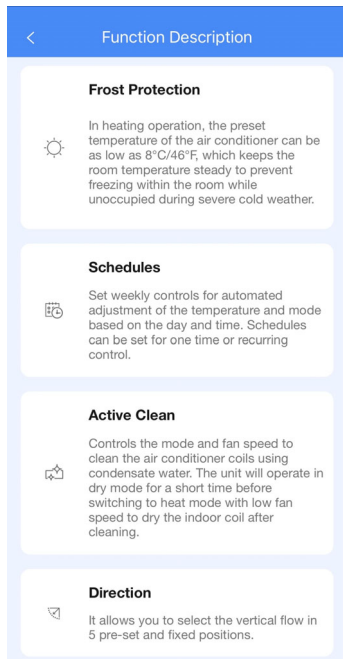 Function Description
Frost Protection
In heating operation, the preset
temperature of the air conditioner can be
as low as 8°C/46°F, which keeps the
room temperature steady to prevent
freezing within the room while
unoccupied during severe cold weather.
Schedules
Set weekly controls for automated
adjustment of the temperature and mode
based on the day and time. Schedules
can be set for one time or recurring
control.
Active Clean
Controls the mode and fan speed to
clean the air conditioner coils using
condensate water. The unit will operate in
dry mode for a short time before
switching to heat mode with low fan
speed to dry the indoor coil after
cleaning.
Direction
It allows you to select the vertical flow in
5 pre-set and fixed positions.